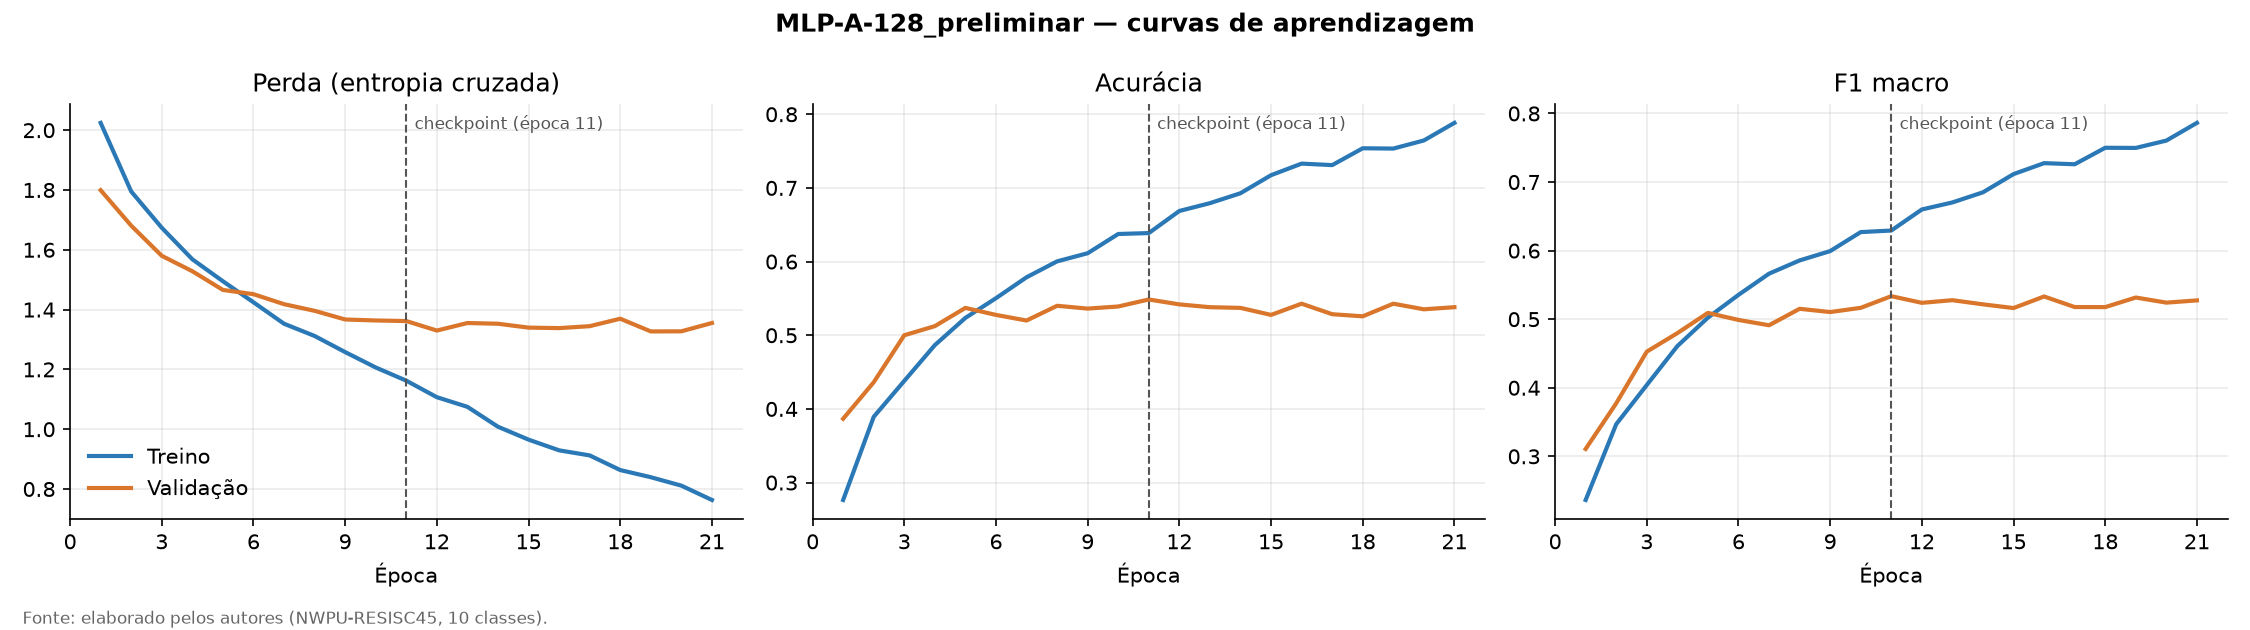 MLP-A-128_preliminar — curvas de aprendizagem
Perda (entropia cruzada)
checkpoint (época 11)
2.0
1.8
1.6
1.4
1.2
1.0
0.8
Treino
Validação
0 3 6 9 12 15 18 21
Época
Acurácia
checkpoint (época 11)
0.8
0.7
0.6
0.5
0.4
0.3
0 3 6 9 12 15 18 21
Época
F1 macro
checkpoint (época 11)
0.8
0.7
0.6
0.5
0.4
0.3
0 3 6 9 12 15 18 21
Época
Fonte: elaborado pelos autores (NWPU-RESISC45, 10 classes).